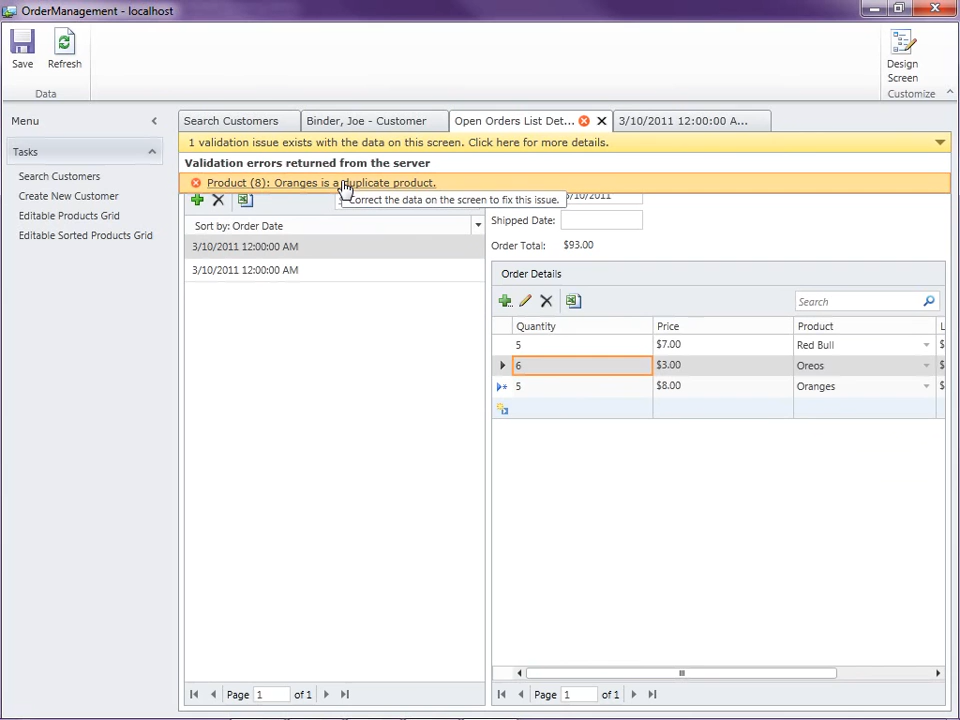 OrderManagement - localhost
Save
Refresh
Data
Design
Screen
Customize
Menu
Tasks
Search Customers
Create New Customer
Editable Products Grid
Editable Sorted Products Grid
Search Customers
Binder, Joe - Customer
Open Orders List Det...
3/10/2011 12:00:00 A...
1 validation issue exists with the data on this screen. Click here for more details.
Validation errors returned from the server
Product (8): Oranges is a duplicate product.
Correct the data on the screen to fix this issue.
Sort by: Order Date
3/10/2011 12:00:00 AM
3/10/2011 12:00:00 AM
Page 1 of 1
3/10/2011
Shipped Date:
Order Total: $93.00
Order Details
Search
Quantity Price Product L
5 $7.00 Red Bull $
6 $3.00 Oreos $
5 $8.00 Oranges $
Page 1 of 1